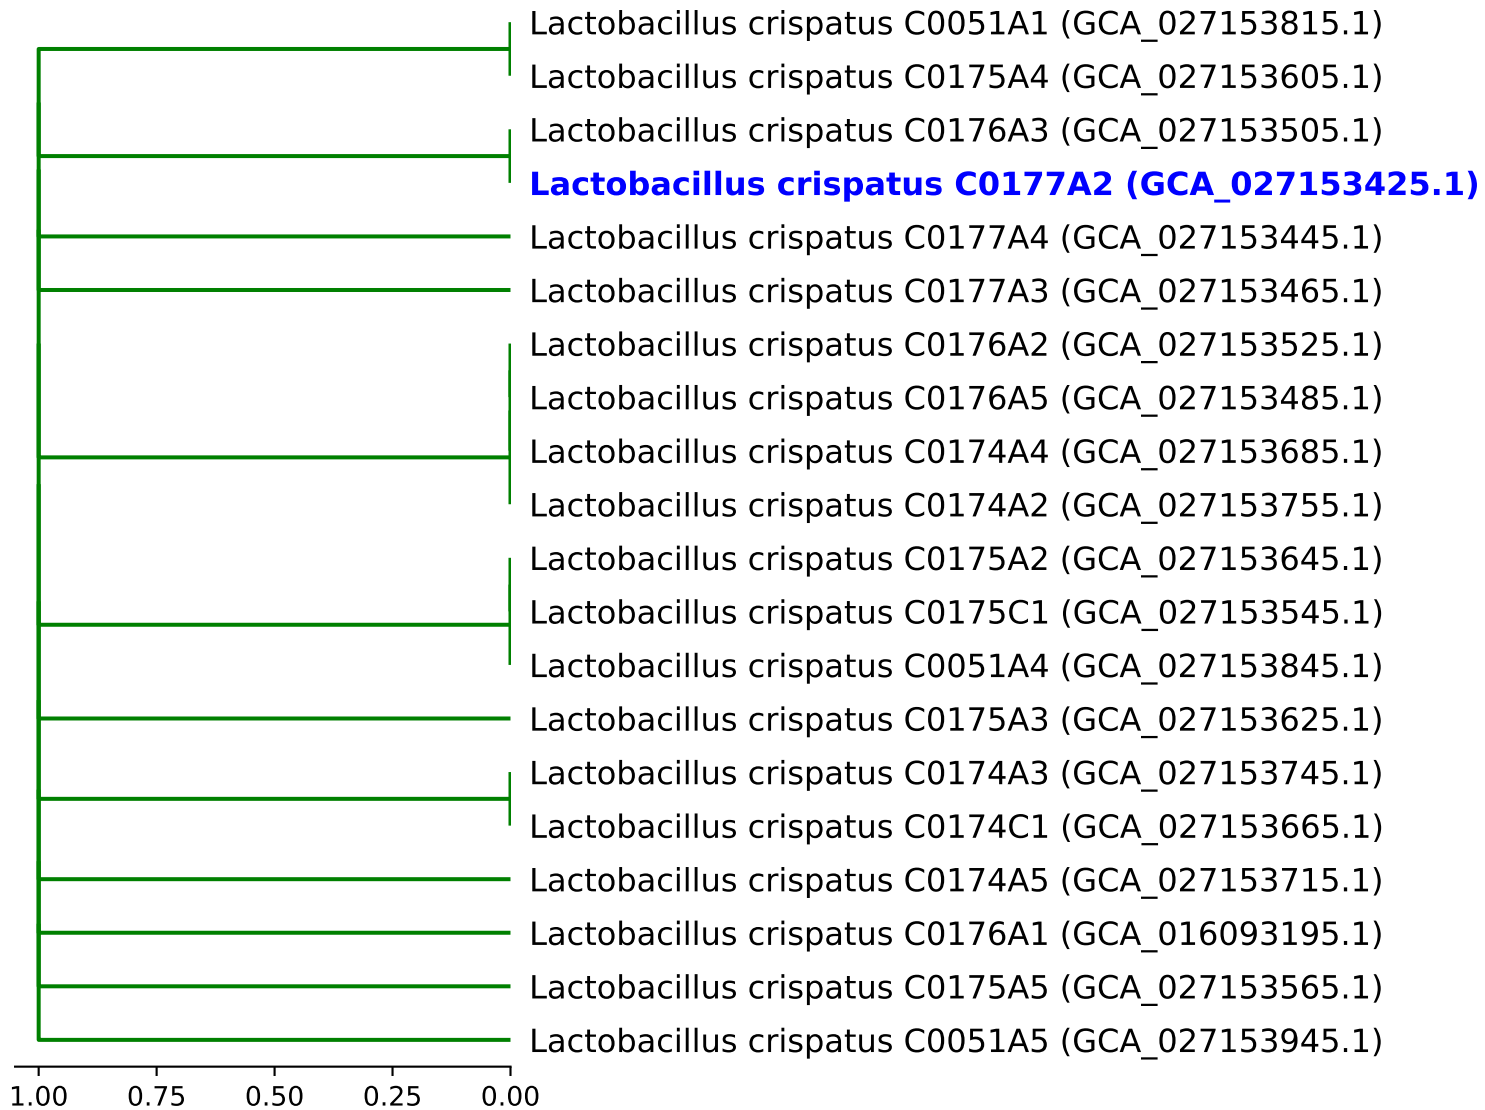 Lactobacillus crispatus C0051A1 (GCA_027153815.1)
Lactobacillus crispatus C0175A4 (GCA_027153605.1)
Lactobacillus crispatus C0176A3 (GCA_027153505.1)
Lactobacillus crispatus C0177A2 (GCA_027153425.1)
Lactobacillus crispatus C0177A4 (GCA_027153445.1)
Lactobacillus crispatus C0177A3 (GCA_027153465.1)
Lactobacillus crispatus C0176A2 (GCA_027153525.1)
Lactobacillus crispatus C0176A5 (GCA_027153485.1)
Lactobacillus crispatus C0174A4 (GCA_027153685.1)
Lactobacillus crispatus C0174A2 (GCA_027153755.1)
Lactobacillus crispatus C0175A2 (GCA_027153645.1)
Lactobacillus crispatus C0175C1 (GCA_027153545.1)
Lactobacillus crispatus C0051A4 (GCA_027153845.1)
Lactobacillus crispatus C0175A3 (GCA_027153625.1)
Lactobacillus crispatus C0174A3 (GCA_027153745.1)
Lactobacillus crispatus C0174C1 (GCA_027153665.1)
Lactobacillus crispatus C0174A5 (GCA_027153715.1)
Lactobacillus crispatus C0176A1 (GCA_016093195.1)
Lactobacillus crispatus C0175A5 (GCA_027153565.1)
Lactobacillus crispatus C0051A5 (GCA_027153945.1)
1.00 0.75 0.50 0.25 0.00